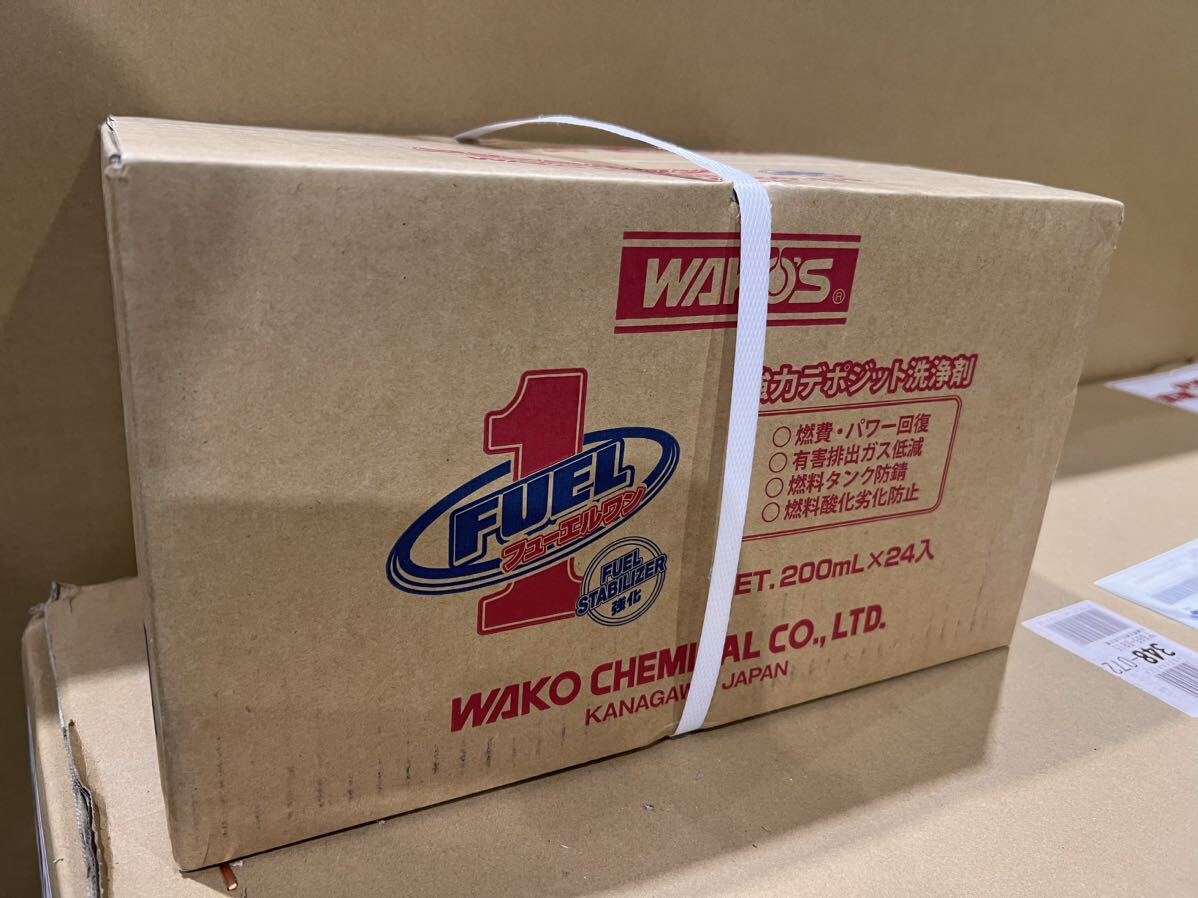 WAKO'S®
強力デポジット洗浄剤
○ 燃費・パワー回復
○ 有害排出ガス低減
○ 燃料タンク防錆
○ 燃料酸化劣化防止
1
FUEL
フューエルワン
FUEL
STABILIZER
強化
ET. 200mL×24入
WAKO CHEMICAL CO., LTD.
KANAGAWA JAPAN
348-072